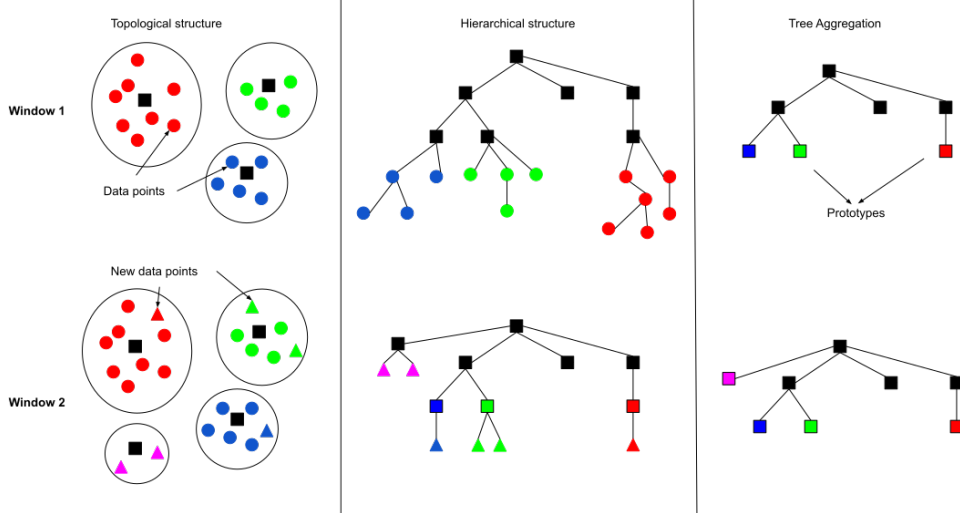 Topological structure
Hierarchical structure
Tree Aggregation
Window 1
Data points
Prototypes
New data points
Window 2